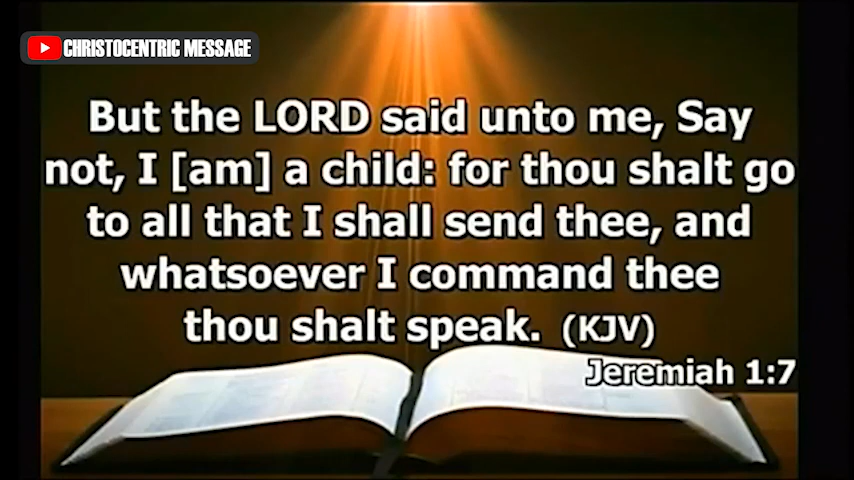 CHRISTOCENTRIC MESSAGE
But the LORD said unto me, Say
not, I [am] a child: for thou shalt go
to all that I shall send thee, and
whatsoever I command thee
thou shalt speak. (KJV)
Jeremiah 1:7